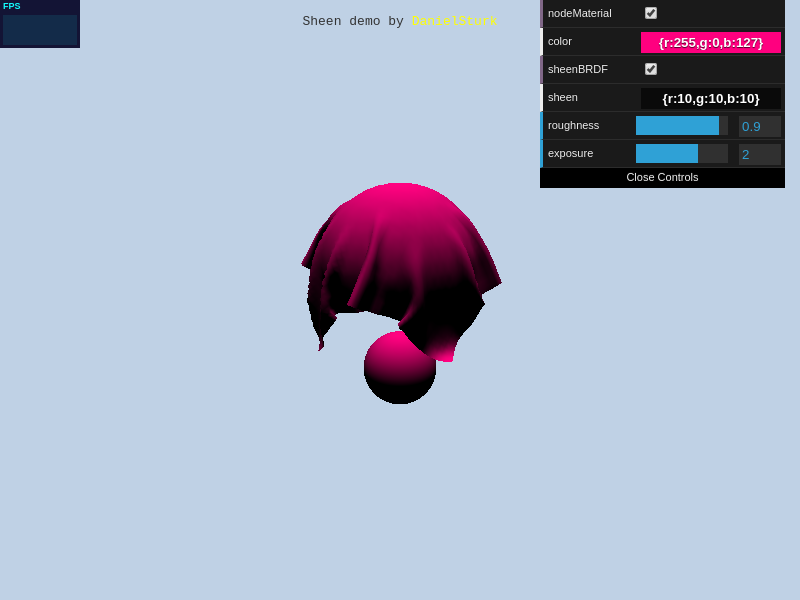 FPS
Sheen demo by DanielSturk
nodeMaterial
color {r:255,g:0,b:127}
sheenBRDF
sheen {r:10,g:10,b:10}
roughness 0.9
exposure 2
Close Controls